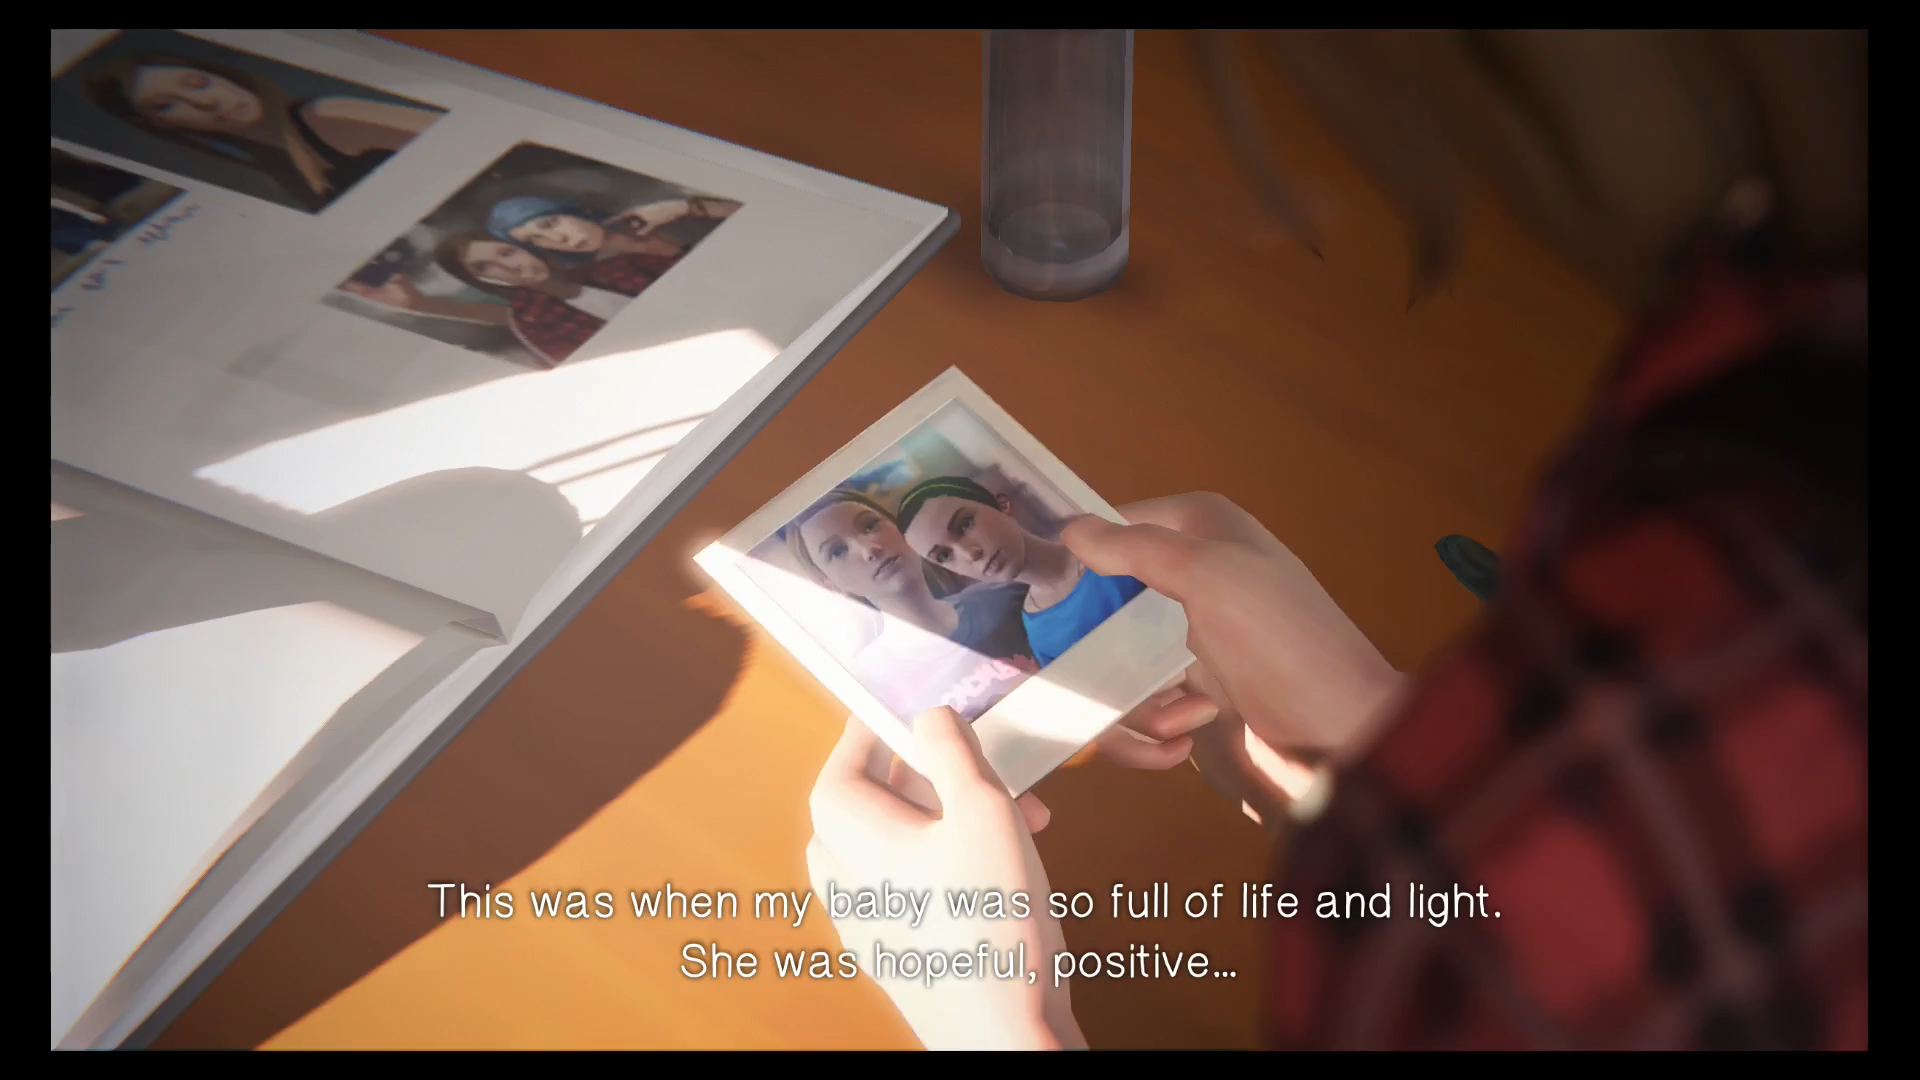 This was when my baby was so full of life and light.
She was hopeful, positive...